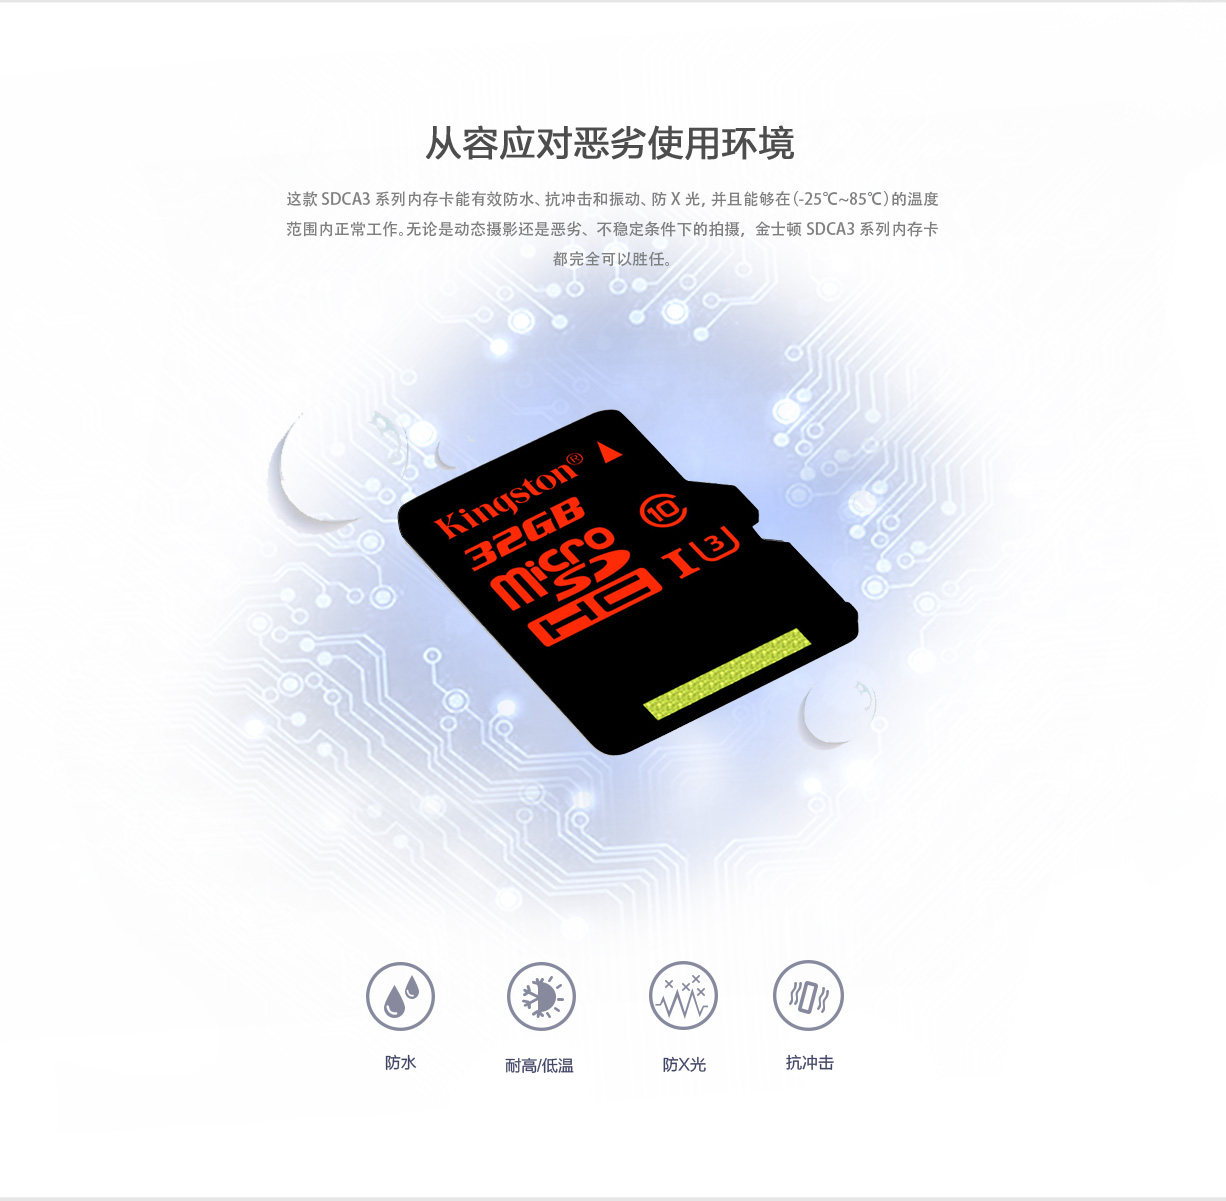 从容应对恶劣使用环境
这款 SDCA3 系列内存卡能有效防水、抗冲击和振动、防 X 光, 并且能够在(-25℃~85℃)的温度
范围内正常工作。无论是动态摄影还是恶劣、不稳定条件下的拍摄, 金士顿 SDCA3 系列内存卡
都完全可以胜任。
Kingston®
32GB
micro
SD
HC
10
I 3
防水
耐高/低温
防X光
抗冲击